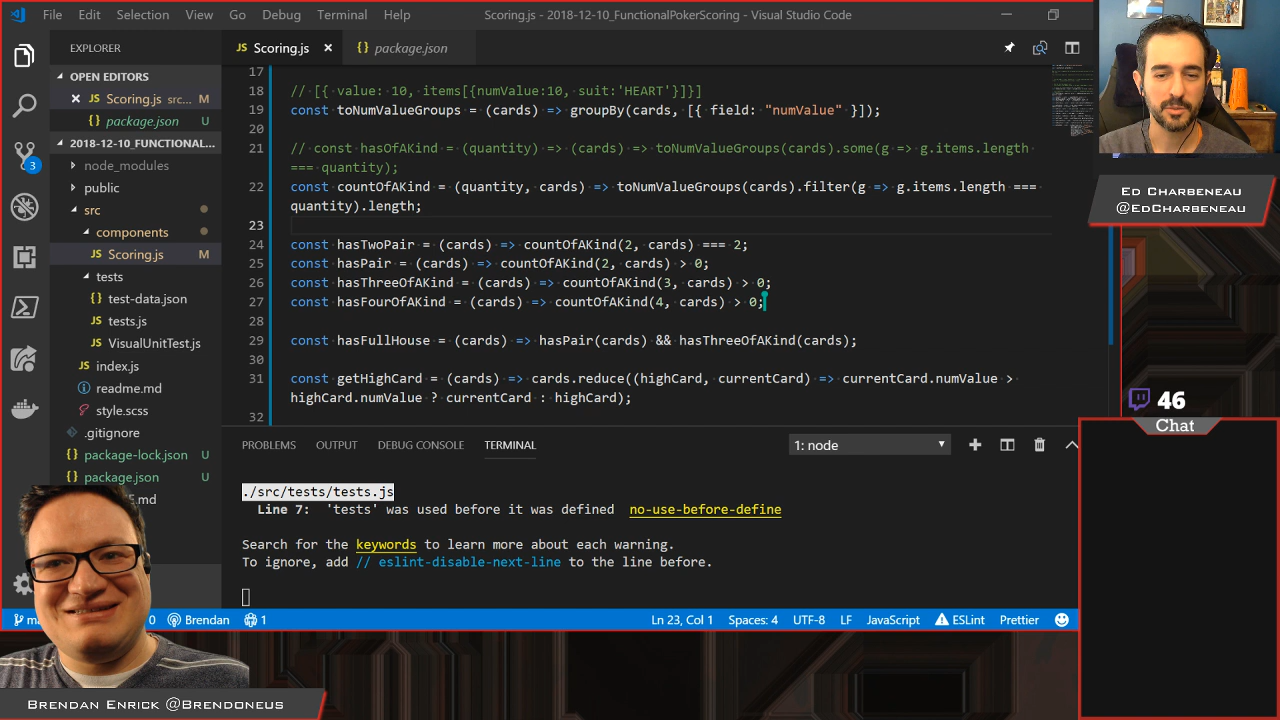 File Edit Selection View Go Debug Terminal Help
Scoring.js - 2018-12-10_FunctionalPokerScoring - Visual Studio Code
EXPLORER
OPEN EDITORS
JS Scoring.js src... M
{} package.json U
2018-12-10_FUNCTIONAL...
node_modules
public
src
components
JS Scoring.js M
tests
{} test-data.json
JS tests.js
JS VisualUnitTest.js
JS index.js
readme.md
style.scss
.gitignore
{} package-lock.json U
{} package.json U
.md
3
JS Scoring.js
{} package.json
17
18 // [{ value: 10, items[{numValue:10, suit:'HEART'}]}]
19 const toNumValueGroups = (cards) => groupBy(cards, [{ field: "numValue" }]);
20
21 // const hasOfAKind = (quantity) => (cards) => toNumValueGroups(cards).some(g => g.items.length
=== quantity);
22 const countOfAKind = (quantity, cards) => toNumValueGroups(cards).filter(g => g.items.length ===
quantity).length;
23
24 const hasTwoPair = (cards) => countOfAKind(2, cards) === 2;
25 const hasPair = (cards) => countOfAKind(2, cards) > 0;
26 const hasThreeOfAKind = (cards) => countOfAKind(3, cards) > 0;
27 const hasFourOfAKind = (cards) => countOfAKind(4, cards) > 0;
28
29 const hasFullHouse = (cards) => hasPair(cards) && hasThreeOfAKind(cards);
30
31 const getHighCard = (cards) => cards.reduce((highCard, currentCard) => currentCard.numValue >
highCard.numValue ? currentCard : highCard);
32
PROBLEMS OUTPUT DEBUG CONSOLE TERMINAL
1: node
./src/tests/tests.js
Line 7: 'tests' was used before it was defined no-use-before-define
Search for the keywords to learn more about each warning.
To ignore, add // eslint-disable-next-line to the line before.
0 Brendan 1
Ln 23, Col 1 Spaces: 4 UTF-8 LF JavaScript ESLint Prettier
Ed Charbeneau
@EdCharbeneau
46
Chat
Brendan Enrick @Brendoneus